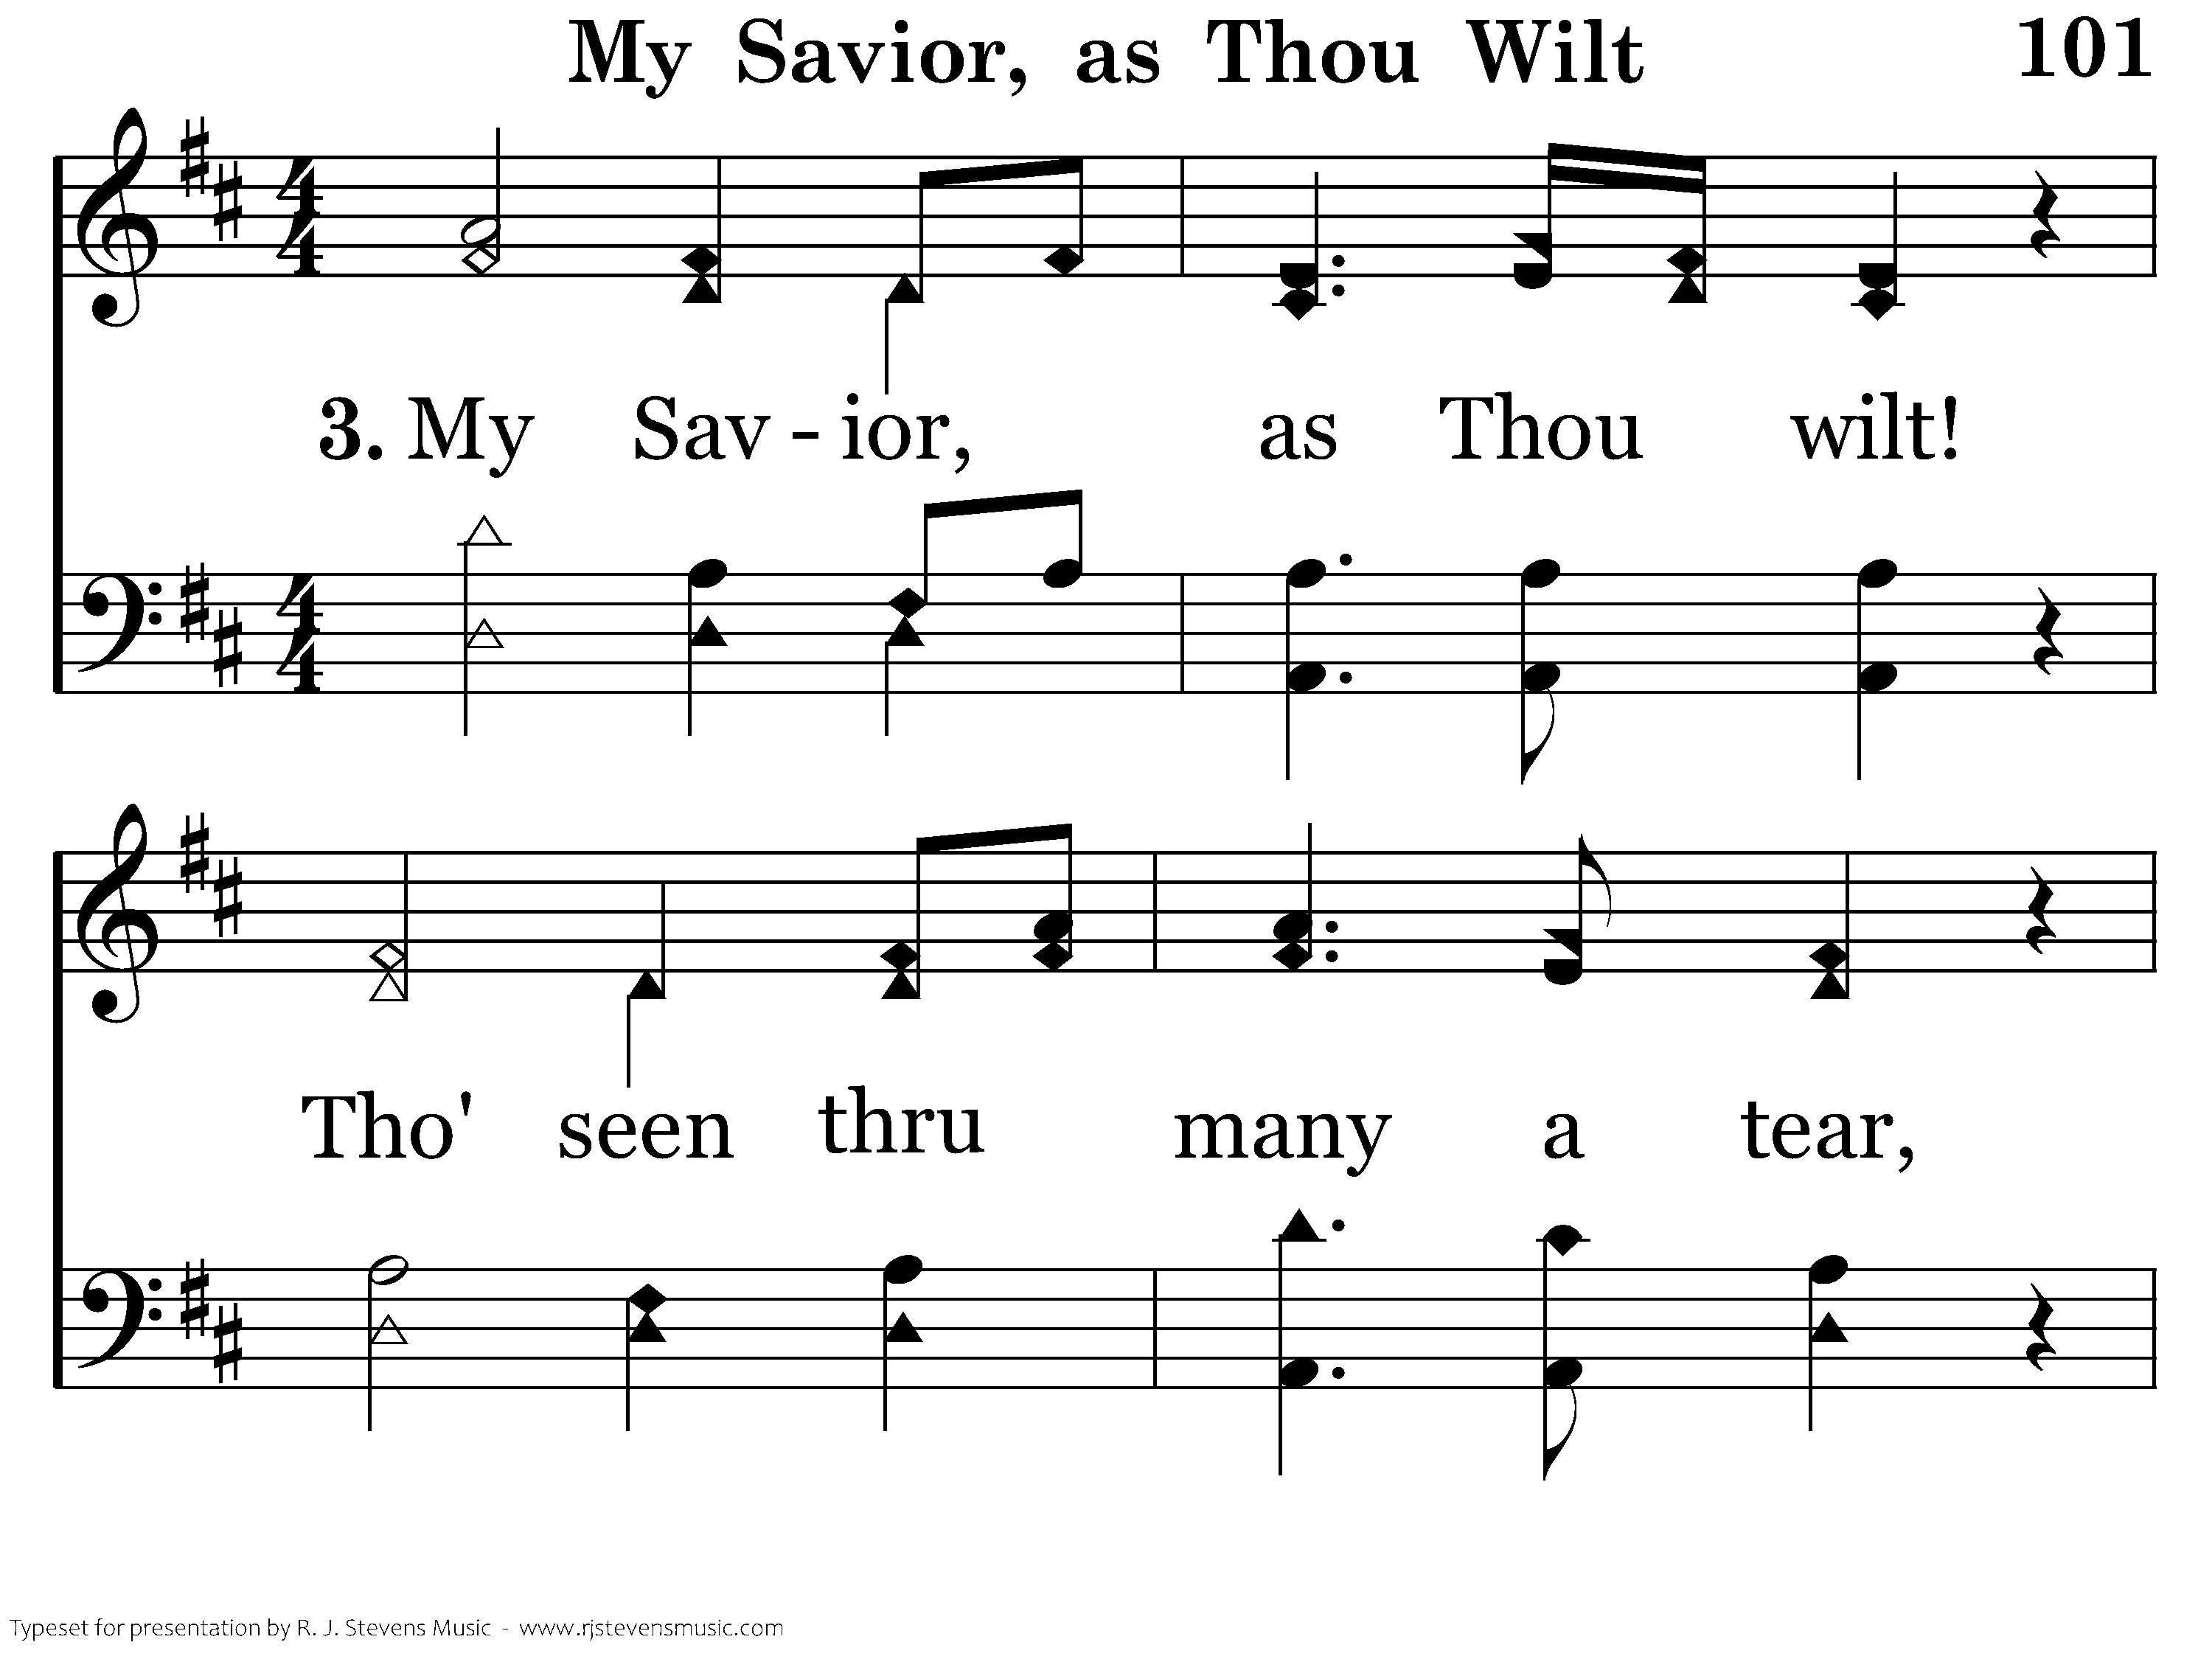 My Savior, as Thou Wilt 101
3. My Sav - ior, as Thou wilt!
Tho' seen thru many a tear,
Typeset for presentation by R. J. Stevens Music - www.rjstevensmusic.com